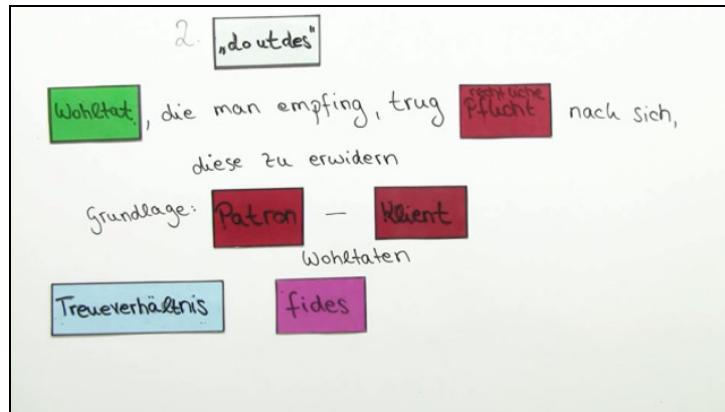 2. „do ut des"
Wohltat, die man empfing, trug rechtliche Pflicht nach sich,
diese zu erwidern
Grundlage: Patron – Klient
Wohltaten
Treueverhältnis fides